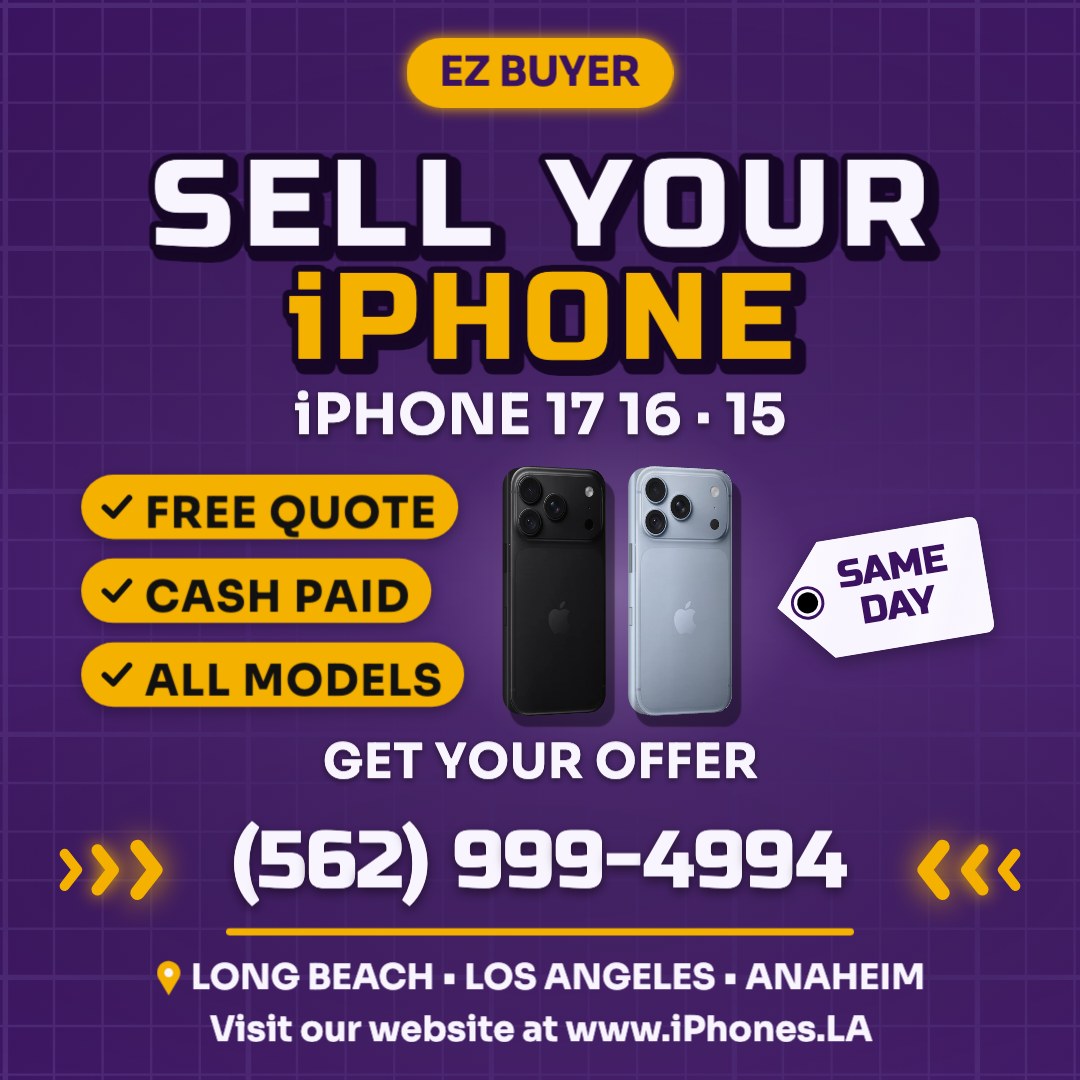 EZ BUYER
SELL YOUR
iPHONE
iPHONE 17 16 · 15
✓ FREE QUOTE
✓ CASH PAID
✓ ALL MODELS
SAME
DAY
GET YOUR OFFER
(562) 999-4994
LONG BEACH ▪ LOS ANGELES ▪ ANAHEIM
Visit our website at www.iPhones.LA